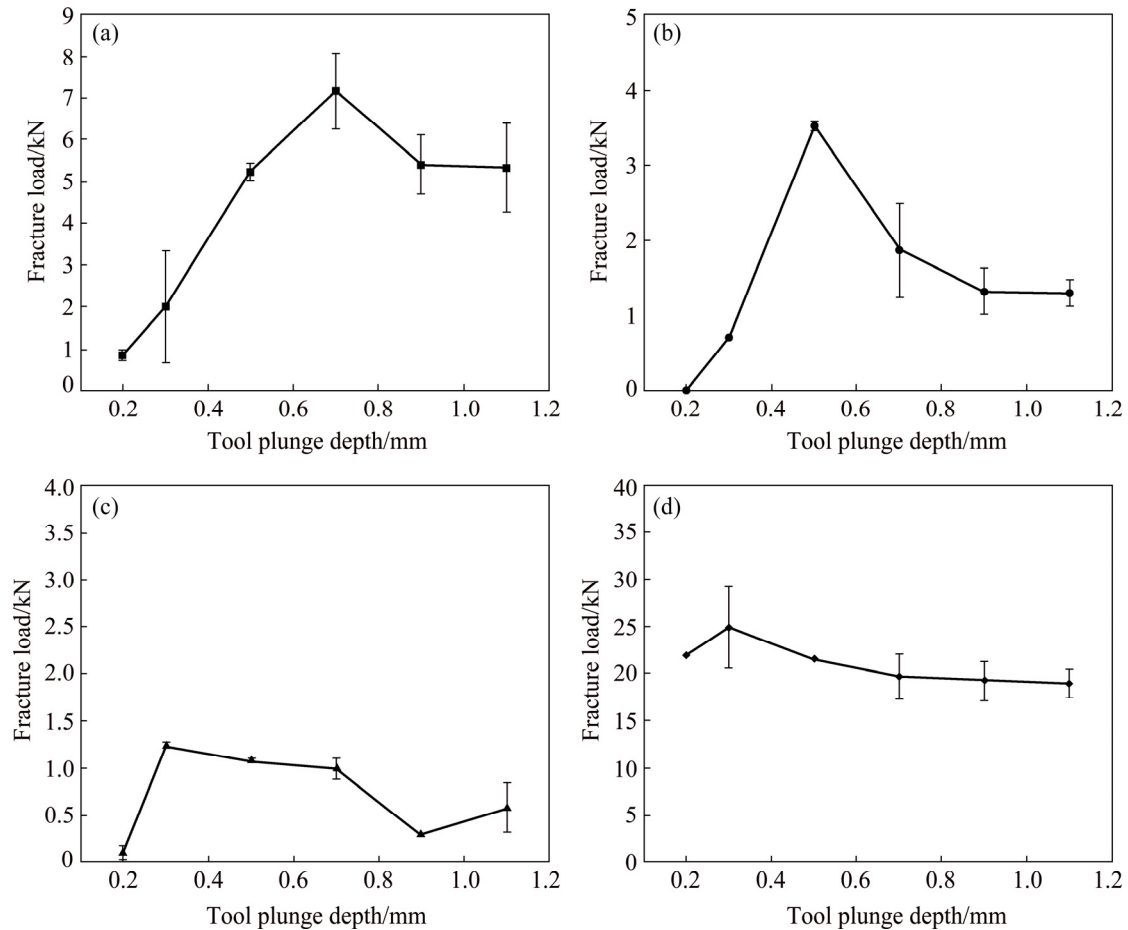 (a)
9
8
7
6
5
4
3
2
1
0
Fracture load/kN
0.2 0.4 0.6 0.8 1.0 1.2
Tool plunge depth/mm
(b)
5
4
3
2
1
0
Fracture load/kN
0.2 0.4 0.6 0.8 1.0 1.2
Tool plunge depth/mm
(c)
4.0
3.5
3.0
2.5
2.0
1.5
1.0
0.5
0
Fracture load/kN
0.2 0.4 0.6 0.8 1.0 1.2
Tool plunge depth/mm
(d)
40
35
30
25
20
15
10
5
0
Fracture load/kN
0.2 0.4 0.6 0.8 1.0 1.2
Tool plunge depth/mm